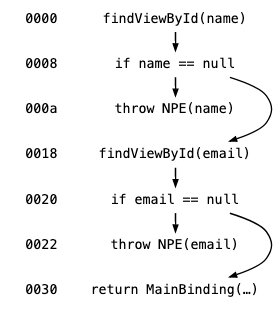 0000 findViewById(name)
0008 if name == null
000a throw NPE(name)
0018 findViewById(email)
0020 if email == null
0022 throw NPE(email)
0030 return MainBinding(…)